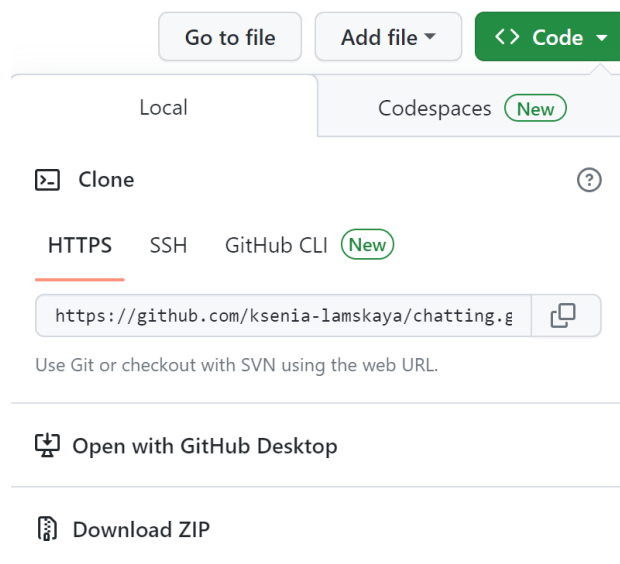 Go to file Add file Code
Local Codespaces New
Clone
HTTPS SSH GitHub CLI New
https://github.com/ksenia-lamskaya/chatting.g
Use Git or checkout with SVN using the web URL.
Open with GitHub Desktop
Download ZIP